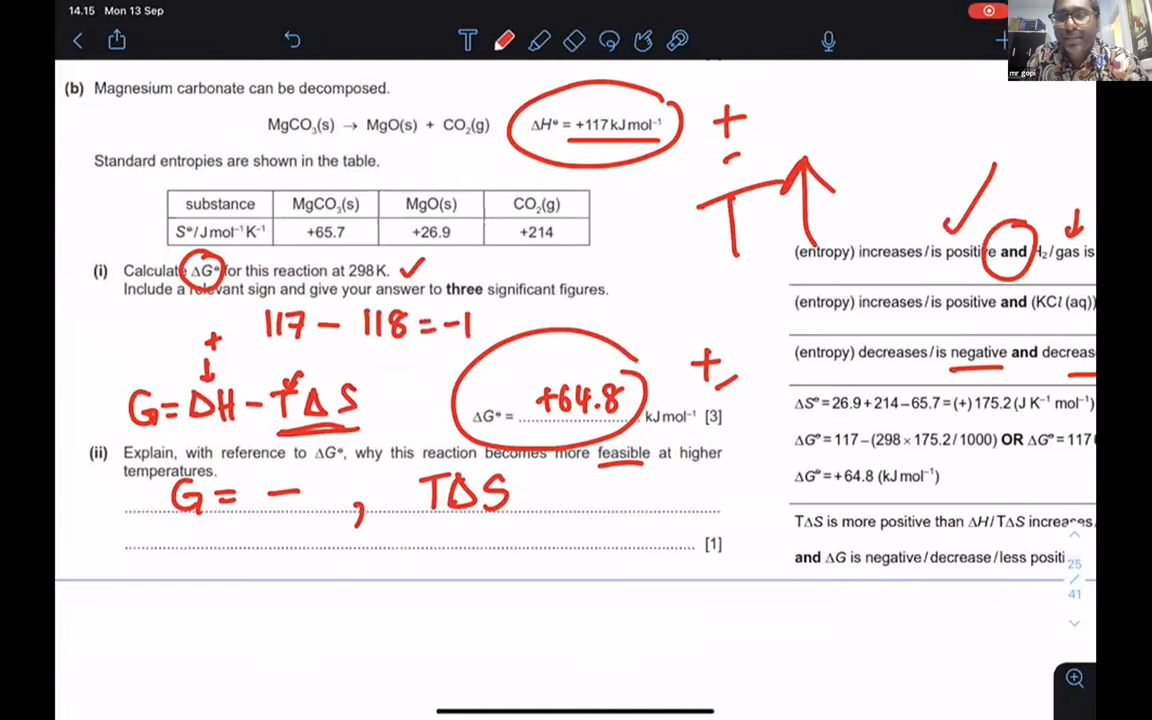 14.15 Mon 13 Sep
mr gopi
(b) Magnesium carbonate can be decomposed.
MgCO₃(s) → MgO(s) + CO₂(g) ΔH° = +117 kJ mol⁻¹
+
T ↑
Standard entropies are shown in the table.
substance MgCO₃(s) MgO(s) CO₂(g)
S°/J mol⁻¹ K⁻¹ +65.7 +26.9 +214
(i) Calculate ΔG° for this reaction at 298 K. ✓
Include a relevant sign and give your answer to three significant figures.
117 – 118 = -1
+
↓
G = ΔH – TΔS
+
ΔG° = +64.8 kJ mol⁻¹ [3]
(ii) Explain, with reference to ΔG°, why this reaction becomes more feasible at higher
temperatures.
G = – , TΔS
[1]
(entropy) increases/is positive and H₂/gas is
(entropy) increases/is positive and (KCl (aq))
(entropy) decreases/is negative and decreas
ΔS° = 26.9 + 214 – 65.7 = (+) 175.2 (J K⁻¹ mol⁻¹)
ΔG° = 117 – (298 × 175.2/1000) OR ΔG° = 117
ΔG° = +64.8 (kJ mol⁻¹)
TΔS is more positive than ΔH/TΔS increases
and ΔG is negative/decrease/less positi
25
/
41